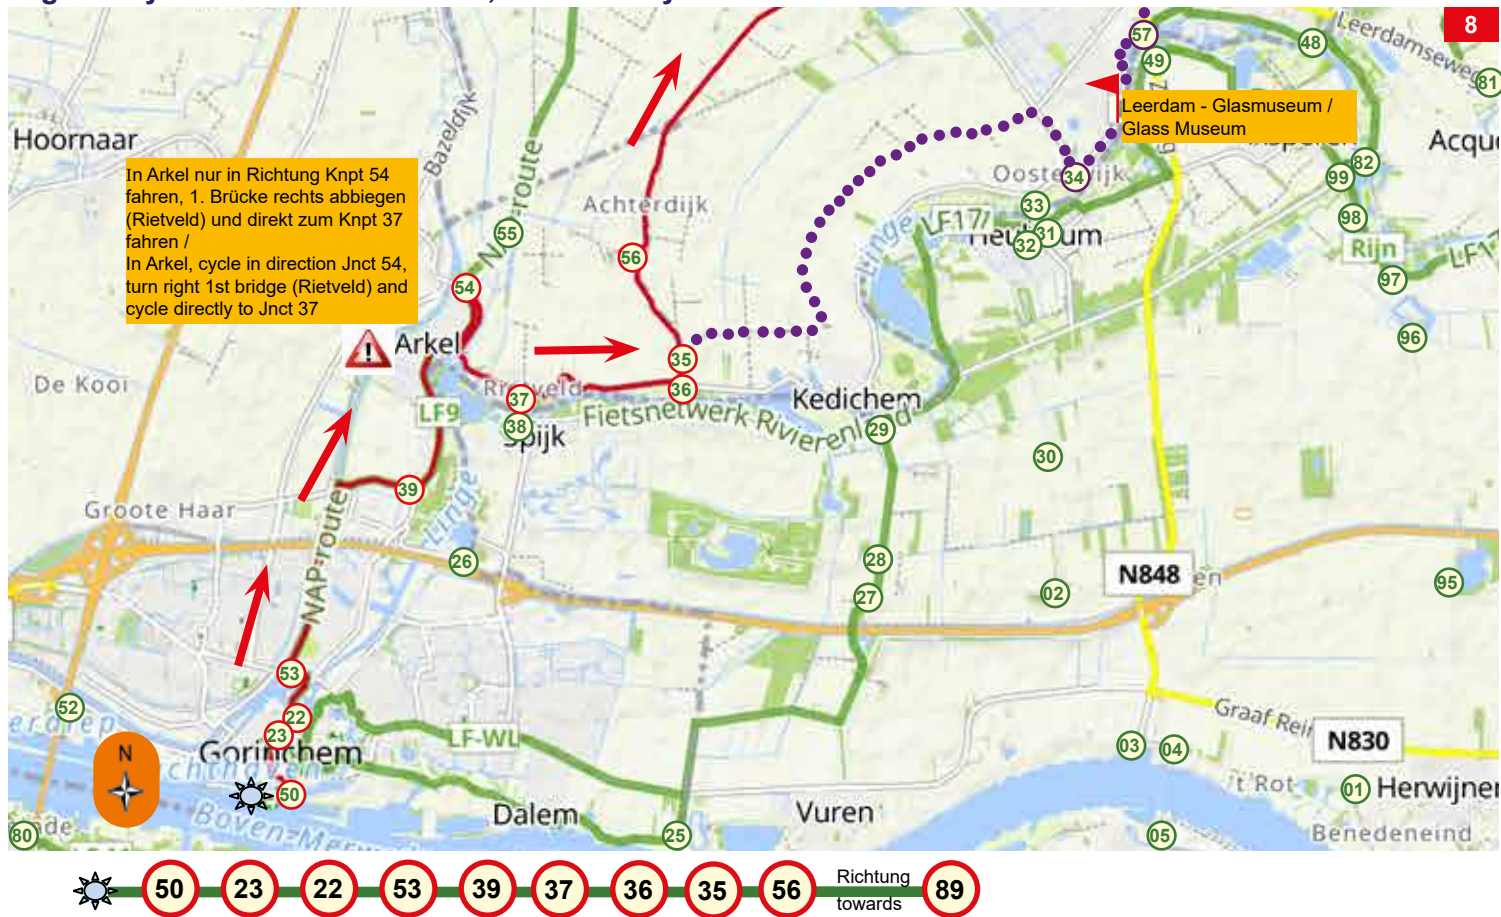 8
Leerdamseweg
57
48
49
81
Hoornaar
Bazeldijk
Leerdam - Glasmuseum /
Glass Museum
In Arkel nur in Richtung Knpt 54
fahren, 1. Brücke rechts abbiegen
(Rietveld) und direkt zum Knpt 37
fahren /
In Arkel, cycle in direction Jnct 54,
turn right 1st bridge (Rietveld) and
cycle directly to Jnct 37
82
99
34
33
Achterdijk
LF17
31
32
98
55
56
Rijn
LF17
97
Linge
54
96
Arkel
35
36
De Kooi
37
38
Spijk
LF9
Kedichem
Fietsnetwerk Rivierenland
29
30
39
Groote Haar
NAP-route
Linge
26
28
27
02
N848
95
53
52
22
23
Gorinchem
LF-WL
Graaf Rei
N830
03
04
N
50
't Rot
01
Herwijnen
Dalem
Vuren
80
25
05
Benedeneind
50 23 22 53 39 37 36 35 56 Richtung 89
towards